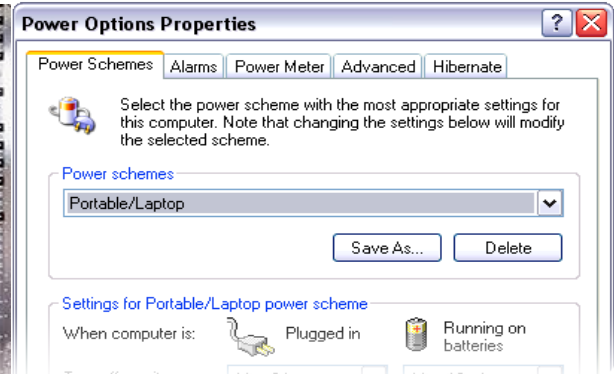 Power Options Properties
Power Schemes Alarms Power Meter Advanced Hibernate
Select the power scheme with the most appropriate settings for
this computer. Note that changing the settings below will modify
the selected scheme.
Power schemes
Portable/Laptop
Save As... Delete
Settings for Portable/Laptop power scheme
When computer is: Plugged in Running on
batteries